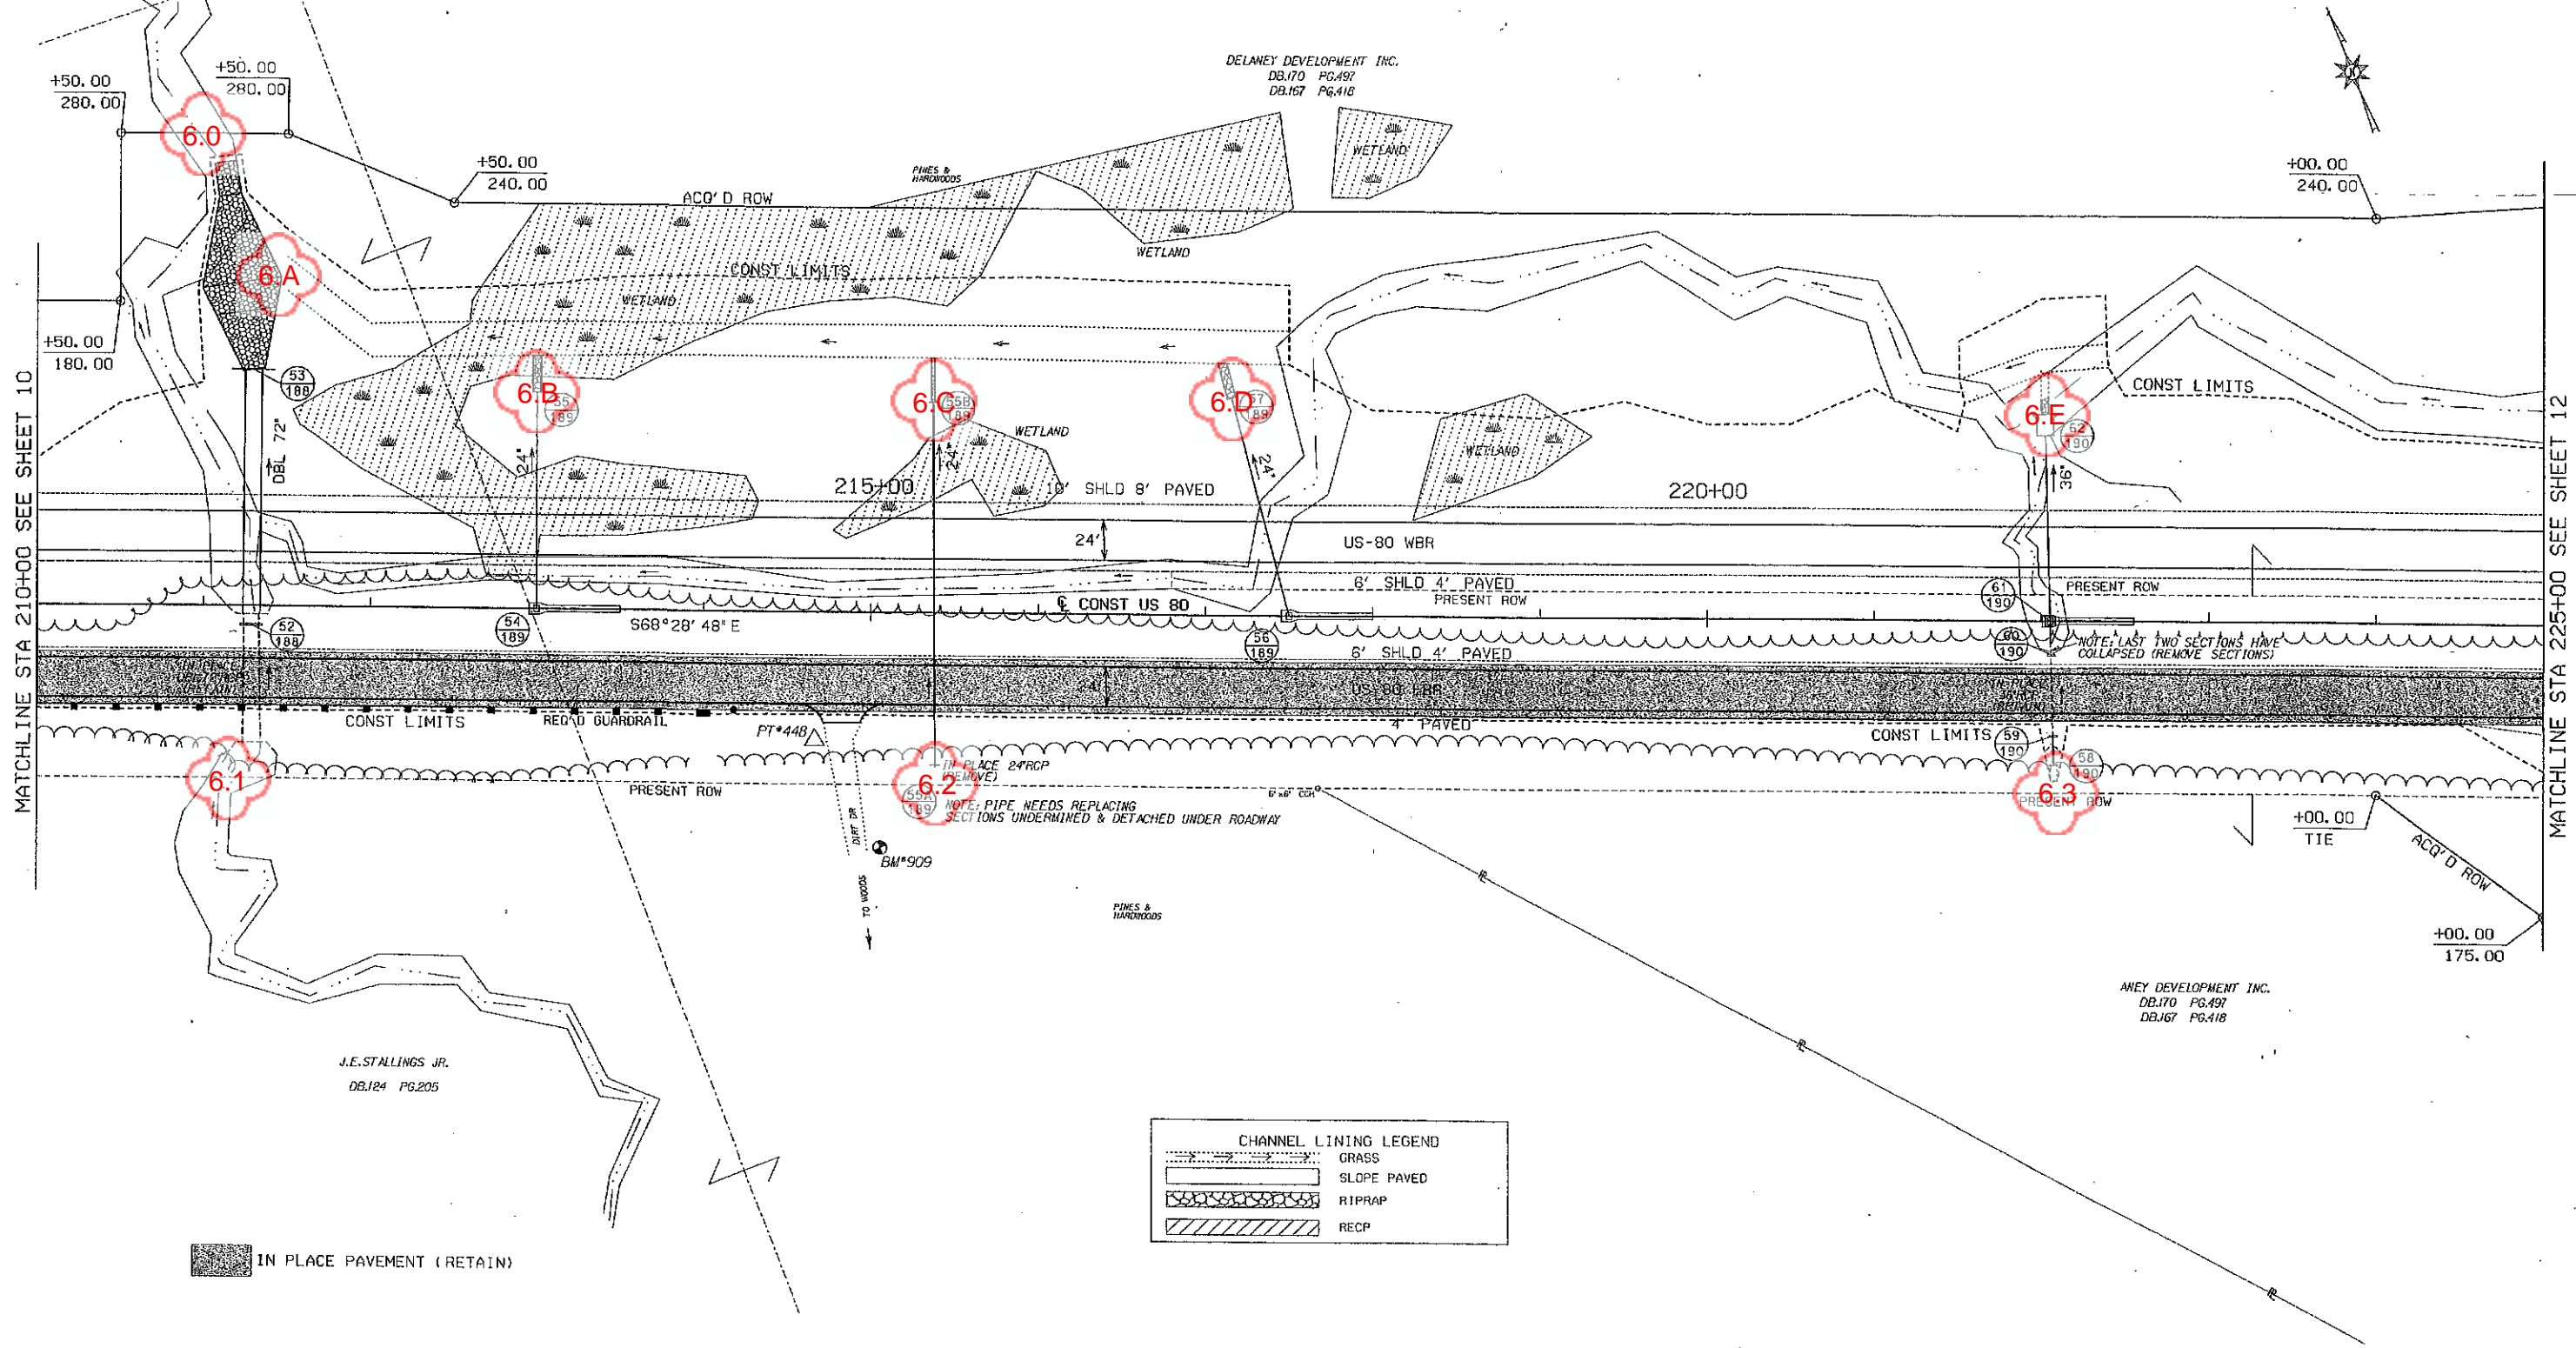 DELANEY DEVELOPMENT INC.
DB.170 PG.497
DB.167 PG.418
+50.00
280.00
+50.00
280.00
6.0
+50.00
240.00
PINES &
HARDWOODS
ACQ'D ROW
WETLAND
+00.00
240.00
6.A
CONST LIMITS
WETLAND
WETLAND
+50.00
180.00
53
188
6.B
55
189
6.C
55B
189
6.D
57
189
6.E
62
190
CONST LIMITS
DBL 72"
24"
24"
24"
36"
WETLAND
WETLAND
215+00
10' SHLD 8' PAVED
220+00
24'
US-80 WBR
6' SHLD 4' PAVED
PRESENT ROW
PRESENT ROW
℄ CONST US 80
S68°28'48"E
52
188
54
189
56
189
61
190
60
190
NOTE: LAST TWO SECTIONS HAVE
COLLAPSED (REMOVE SECTIONS)
6' SHLD 4' PAVED
24'
US-80 EBR
CONST LIMITS
REQ'D GUARDRAIL
4' PAVED
PT#448
CONST LIMITS
59
190
58
190
6.1
PRESENT ROW
IN PLACE 24"RCP
(REMOVE)
6.2
55A
189
NOTE: PIPE NEEDS REPLACING
SECTIONS UNDERMINED & DETACHED UNDER ROADWAY
6.3
PRESENT ROW
+00.00
TIE
DIRT DR
BM#909
TO WOODS
PINES &
HARDWOODS
ACQ'D ROW
+00.00
175.00
ANEY DEVELOPMENT INC.
DB.170 PG.497
DB.167 PG.418
J.E.STALLINGS JR.
DB.124 PG.205
CHANNEL LINING LEGEND
GRASS
SLOPE PAVED
RIPRAP
RECP
IN PLACE PAVEMENT (RETAIN)
MATCHLINE STA 210+00 SEE SHEET 10
MATCHLINE STA 225+00 SEE SHEET 12